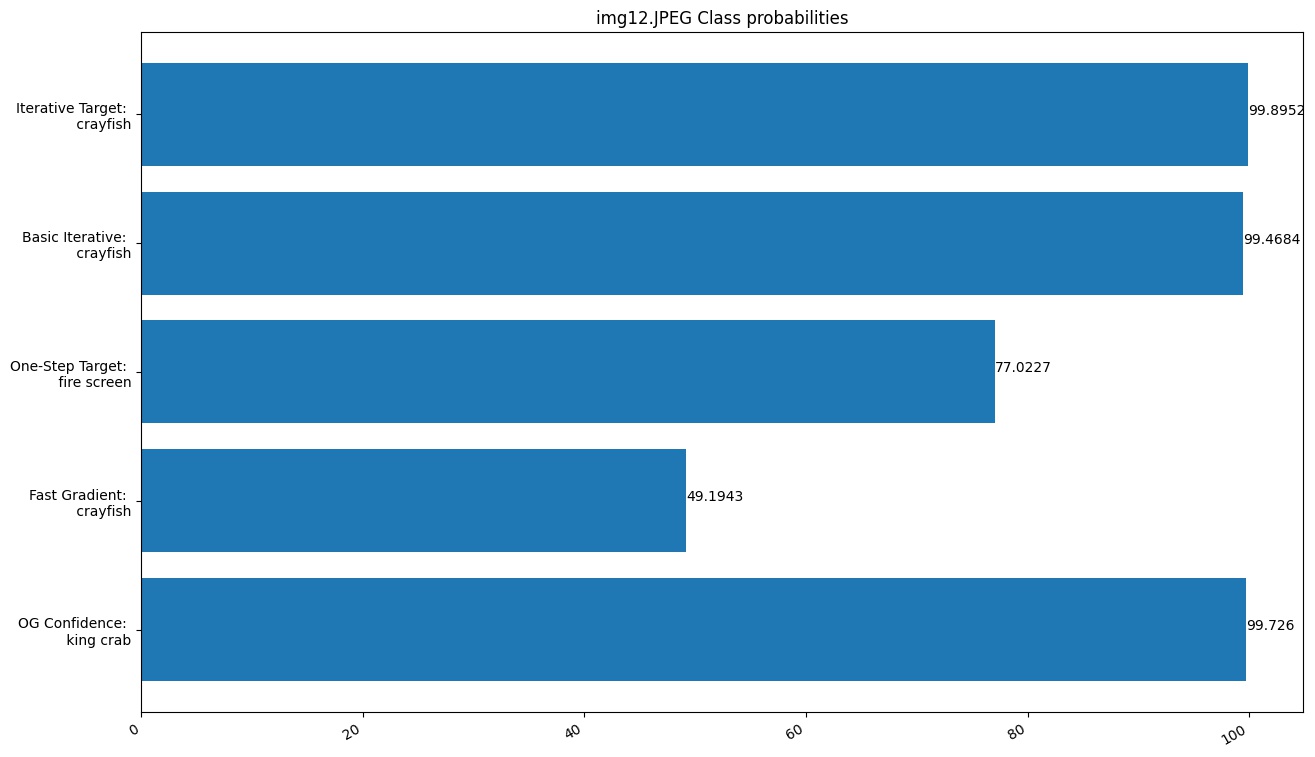 img12.JPEG Class probabilities
Iterative Target:
crayfish
99.8952
Basic Iterative:
crayfish
99.4684
One-Step Target:
fire screen
77.0227
Fast Gradient:
crayfish
49.1943
OG Confidence:
king crab
99.726
0
20
40
60
80
100